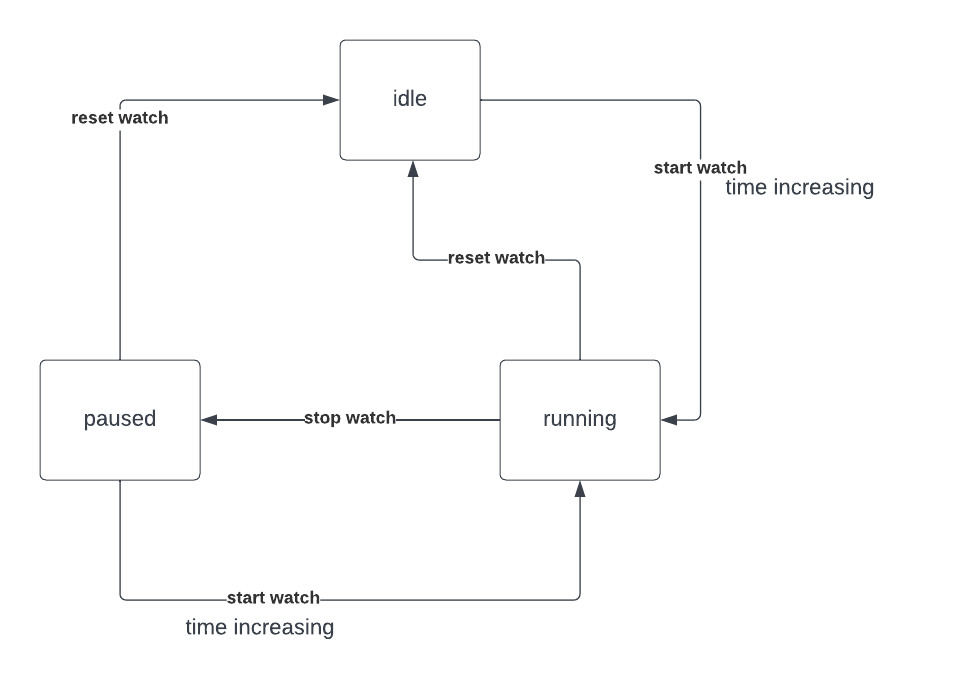 idle
reset watch
start watch
time increasing
reset watch
paused
stop watch
running
start watch
time increasing